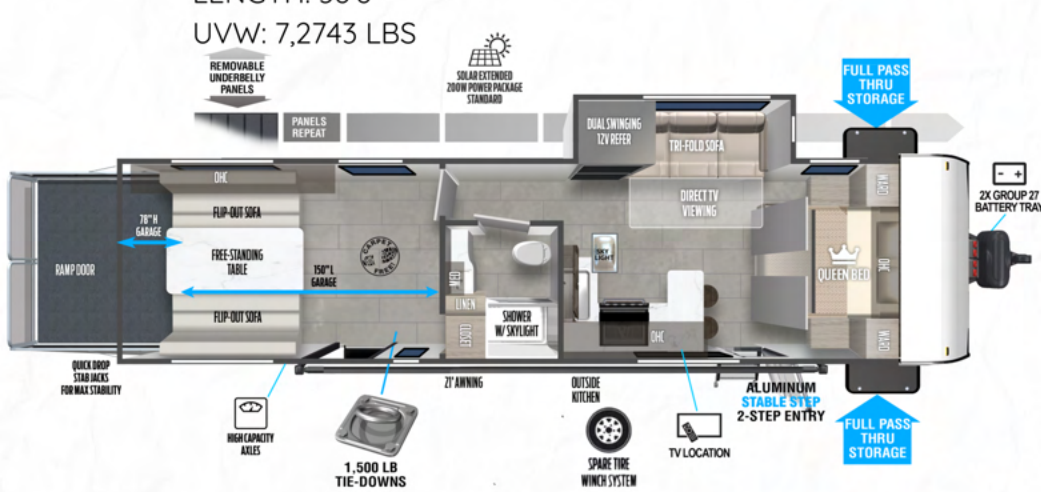 UVW: 7,2743 LBS
REMOVABLE
UNDERBELLY
PANELS
SOLAR EXTENDED
200W POWER PACKAGE
STANDARD
PANELS
REPEAT
FULL PASS
THRU
STORAGE
DUAL SWINGING
12V REFER
TRI-FOLD SOFA
DIRECT TV
VIEWING
WARD
- +
2X GROUP 27
BATTERY TRAY
OHC
FLIP-OUT SOFA
78" H
GARAGE
FREE-STANDING
TABLE
RAMP DOOR
150" L
GARAGE
CARPET
FREE!
MED
LINEN
CLOSET
SHOWER
W/ SKYLIGHT
SKY
LIGHT
QUEEN BED
OHC
FLIP-OUT SOFA
OHC
WARD
QUICK DROP
STAB JACKS
FOR MAX STABILITY
21' AWNING
OUTSIDE
KITCHEN
ALUMINUM
STABLE STEP
2-STEP ENTRY
HIGH CAPACITY
AXLES
1,500 LB
TIE-DOWNS
SPARE TIRE
WINCH SYSTEM
TV LOCATION
FULL PASS
THRU
STORAGE